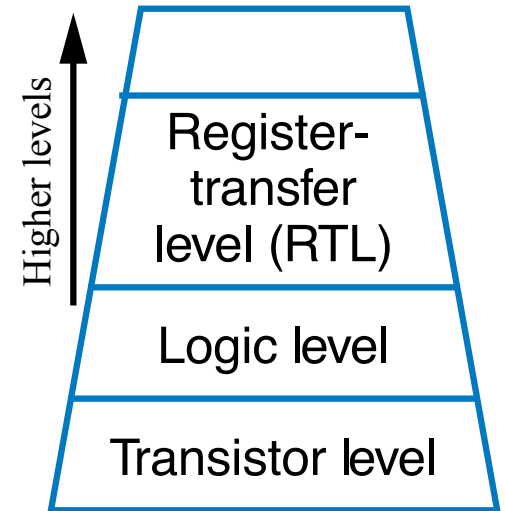 Higher levels
Register-
transfer
level (RTL)
Logic level
Transistor level